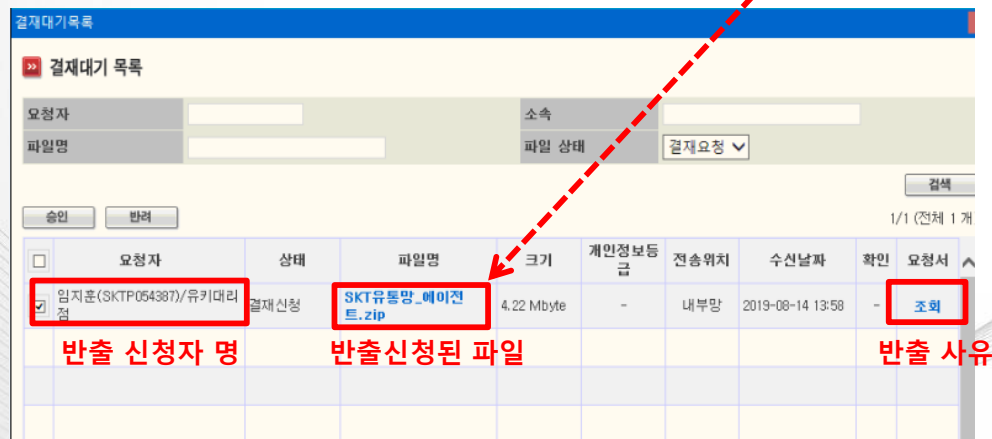 결재대기목록
결재대기 목록
요청자 소속
파일명 파일 상태 결재요청
검색
승인 반려 1/1 (전체 1 개
요청자 상태 파일명 크기 개인정보등급 전송위치 수신날짜 확인 요청서
임지훈(SKTP054387)/유키대리점 결재신청 SKT유통망_에이전트.zip 4.22 Mbyte - 내부망 2019-08-14 13:58 - 조회
반출 신청자 명 반출신청된 파일 반출 사유